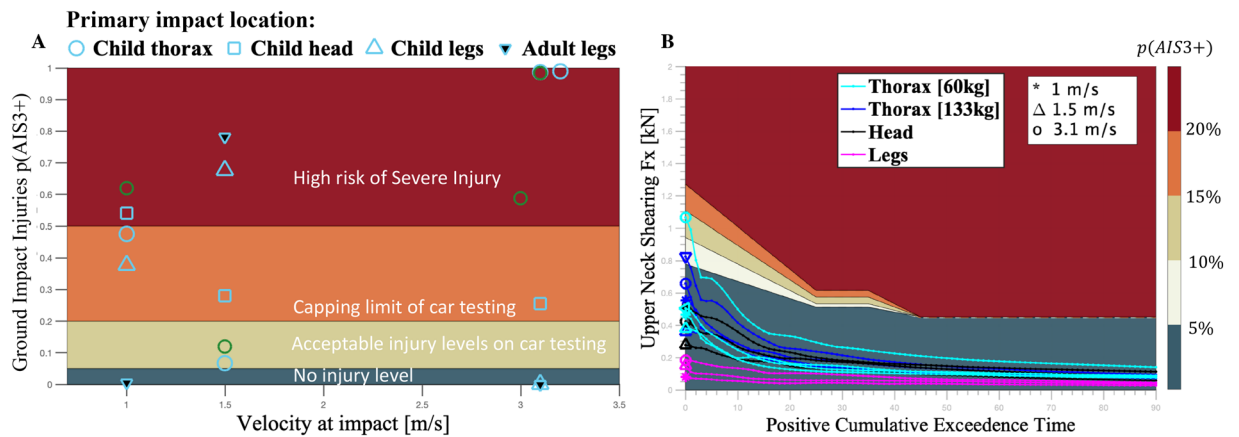 Primary impact location:
A
Child thorax Child head Child legs Adult legs
Ground Impact Injuries p(AIS3+)
1
0.9
0.8
0.7
0.6
0.5
0.4
0.3
0.2
0.1
0
High risk of Severe Injury
Capping limit of car testing
Acceptable injury levels on car testing
No injury level
1 1.5 2 2.5 3 3.5
Velocity at impact [m/s]
B
p(AIS3+)
Upper Neck Shearing Fx [kN]
2
1.8
1.6
1.4
1.2
1
0.8
0.6
0.4
0.2
0
Thorax [60kg]
Thorax [133kg]
Head
Legs
* 1 m/s
Δ 1.5 m/s
o 3.1 m/s
20%
15%
10%
5%
0 10 20 30 40 50 60 70 80 90
Positive Cumulative Exceedence Time